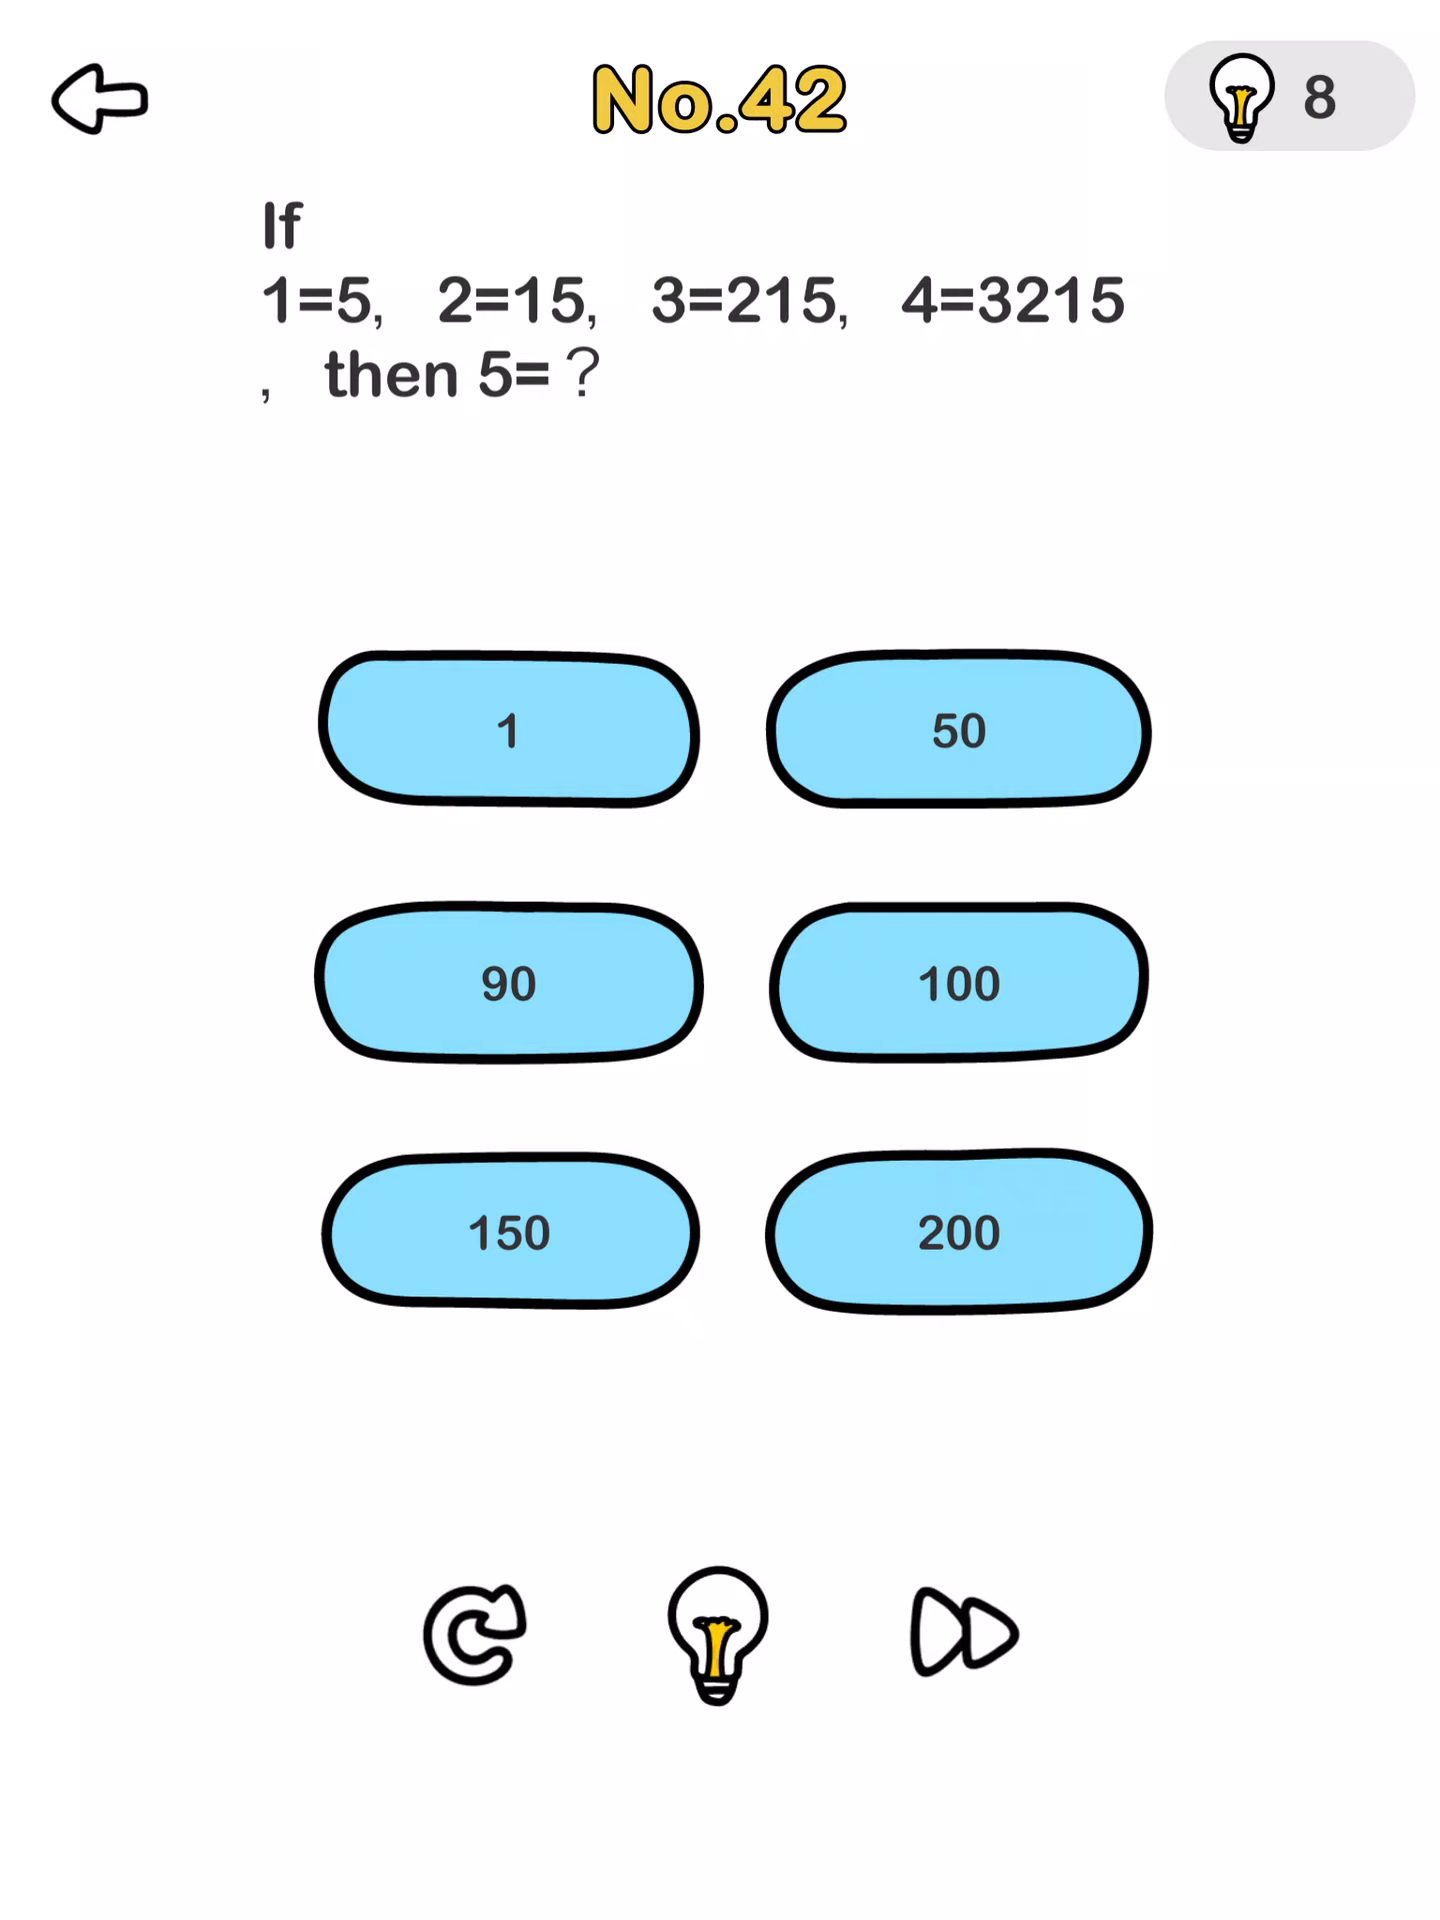 No.42
8
If
1=5,   2=15,   3=215,   4=3215
,   then 5=？
1
50
90
100
150
200